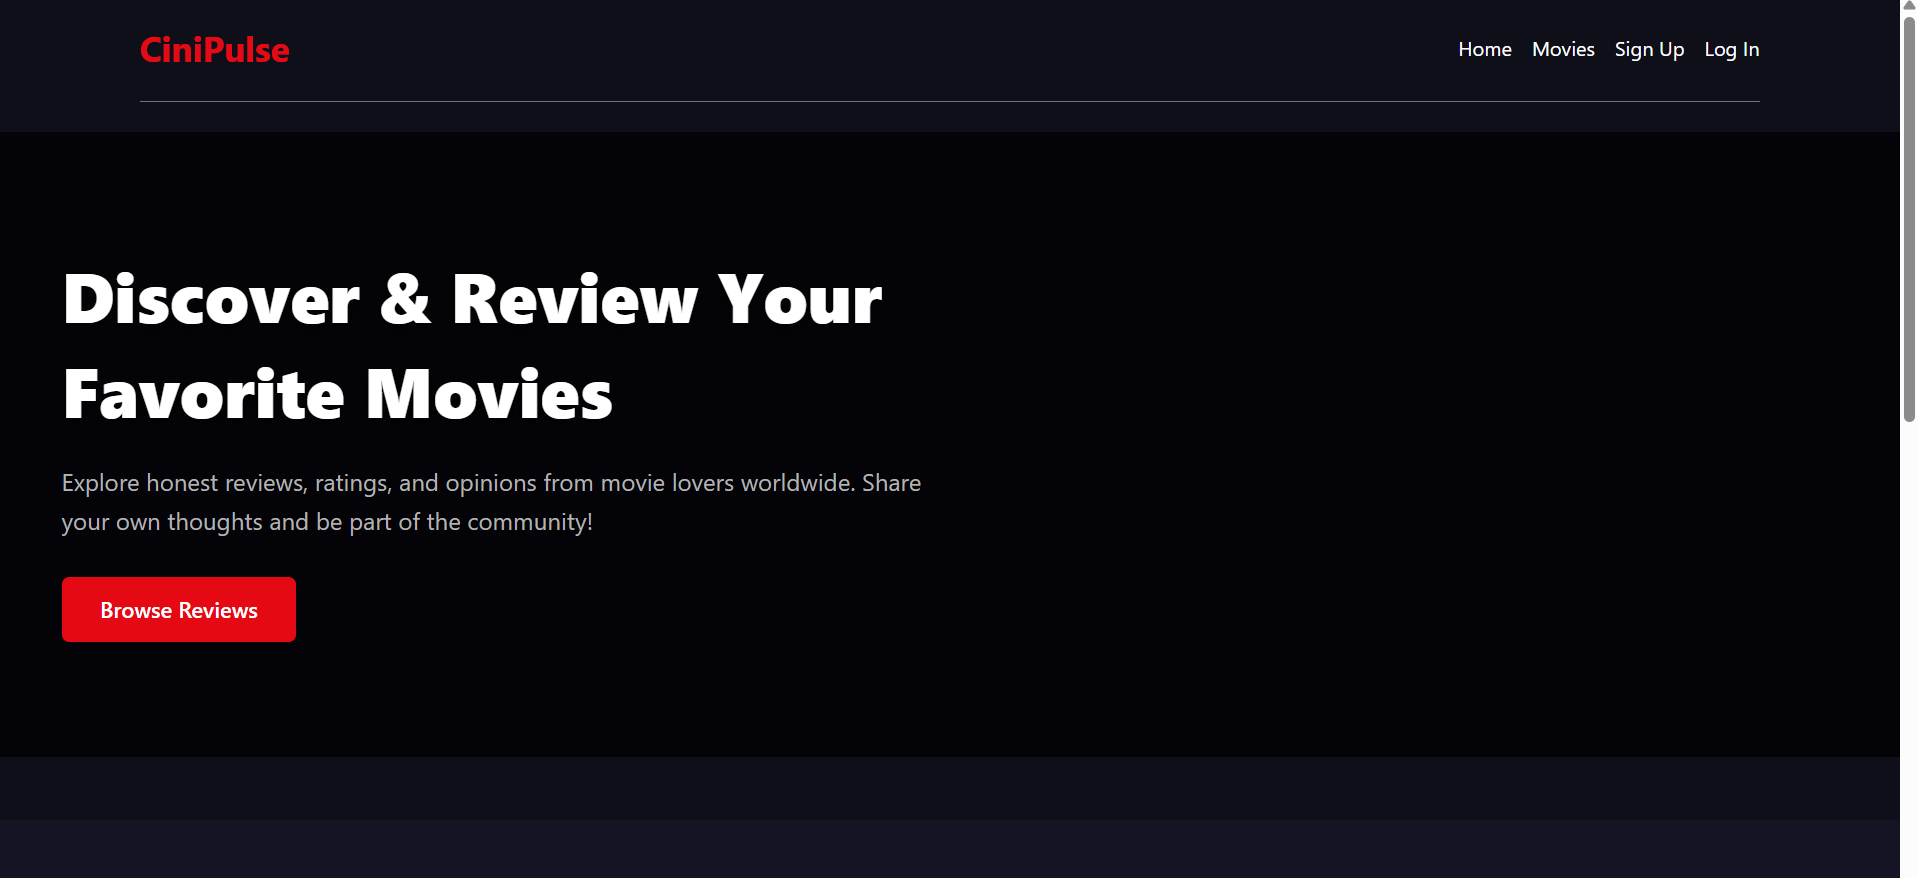 CiniPulse
Home Movies Sign Up Log In
Discover & Review Your
Favorite Movies
Explore honest reviews, ratings, and opinions from movie lovers worldwide. Share
your own thoughts and be part of the community!
Browse Reviews